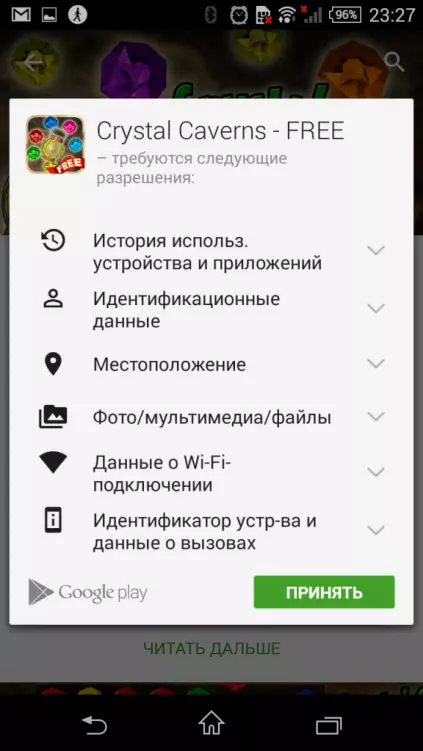 96% 23:27
Crystal Caverns - FREE
– требуются следующие
разрешения:
FREE
История использ.
устройства и приложений
Идентификационные
данные
Местоположение
Фото/мультимедиа/файлы
Данные о Wi-Fi-
подключении
Идентификатор устр-ва и
данные о вызовах
Google play
ПРИНЯТЬ
ЧИТАТЬ ДАЛЬШЕ